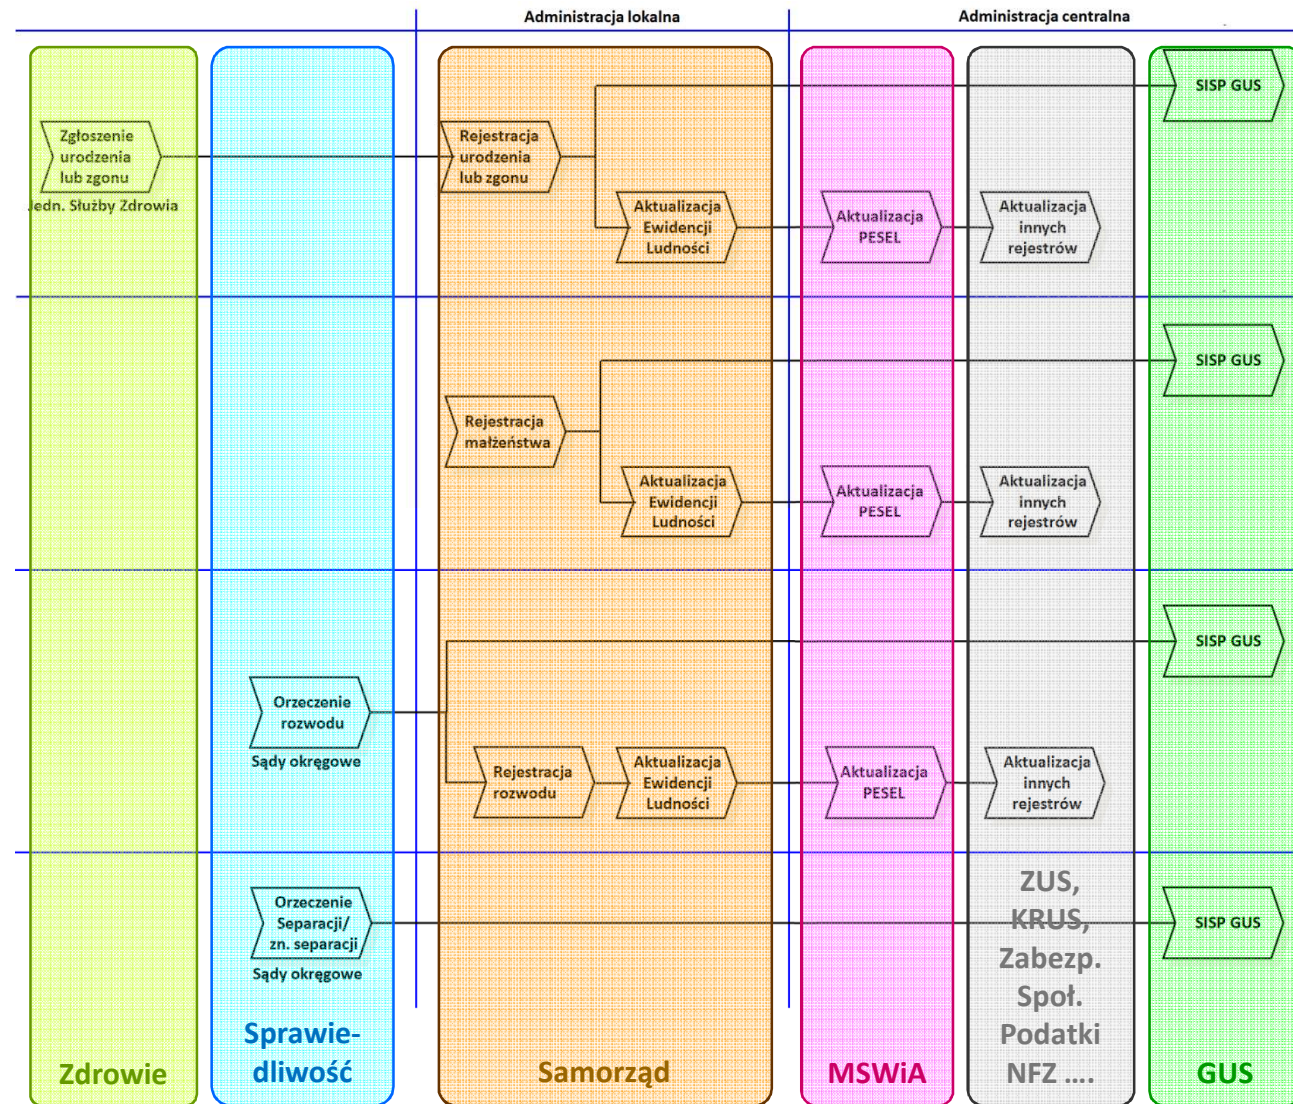 Administracja lokalna
Administracja centralna
SISP GUS
Zgłoszenie
urodzenia
lub zgonu
Jedn. Służby Zdrowia
Rejestracja
urodzenia
lub zgonu
Aktualizacja
Ewidencji
Ludności
Aktualizacja
PESEL
Aktualizacja
innych
rejestrów
SISP GUS
Rejestracja
małżeństwa
Aktualizacja
Ewidencji
Ludności
Aktualizacja
PESEL
Aktualizacja
innych
rejestrów
SISP GUS
Orzeczenie
rozwodu
Sądy okręgowe
Rejestracja
rozwodu
Aktualizacja
Ewidencji
Ludności
Aktualizacja
PESEL
Aktualizacja
innych
rejestrów
Orzeczenie
Separacji/
zn. separacji
Sądy okręgowe
SISP GUS
Zdrowie
Sprawie-
dliwość
Samorząd
MSWiA
ZUS,
KRUS,
Zabezp.
Społ.
Podatki
NFZ ....
GUS